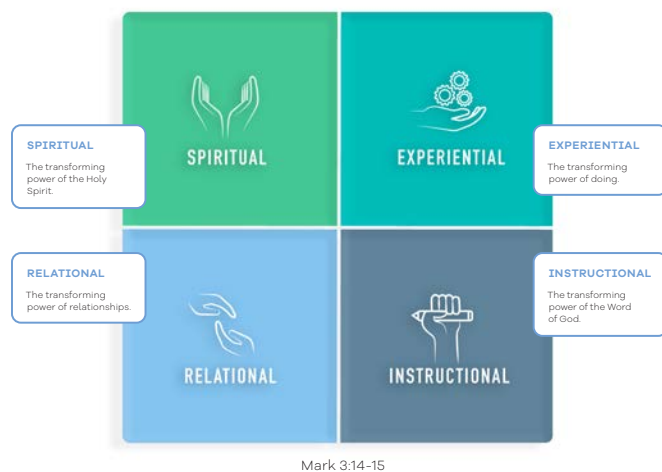 SPIRITUAL
The transforming
power of the Holy
Spirit.
SPIRITUAL
EXPERIENTIAL
EXPERIENTIAL
The transforming
power of doing.
RELATIONAL
The transforming
power of relationships.
RELATIONAL
INSTRUCTIONAL
INSTRUCTIONAL
The transforming
power of the Word
of God.
Mark 3:14-15